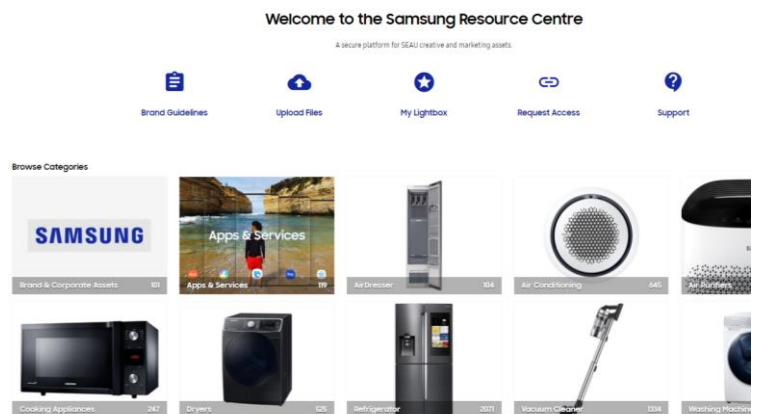 Welcome to the Samsung Resource Centre
A secure platform for SEAU creative and marketing assets.
Brand Guidelines
Upload Files
My Lightbox
Request Access
Support
Browse Categories
SAMSUNG
Apps & Services
Brand & Corporate Assets 101
Apps & Services 119
AirDresser 104
Air Conditioning 645
Air Purifiers
Cooking Appliances 247
Dryers 525
Refrigerator 2071
Vacuum Cleaner 1334
Washing Machine